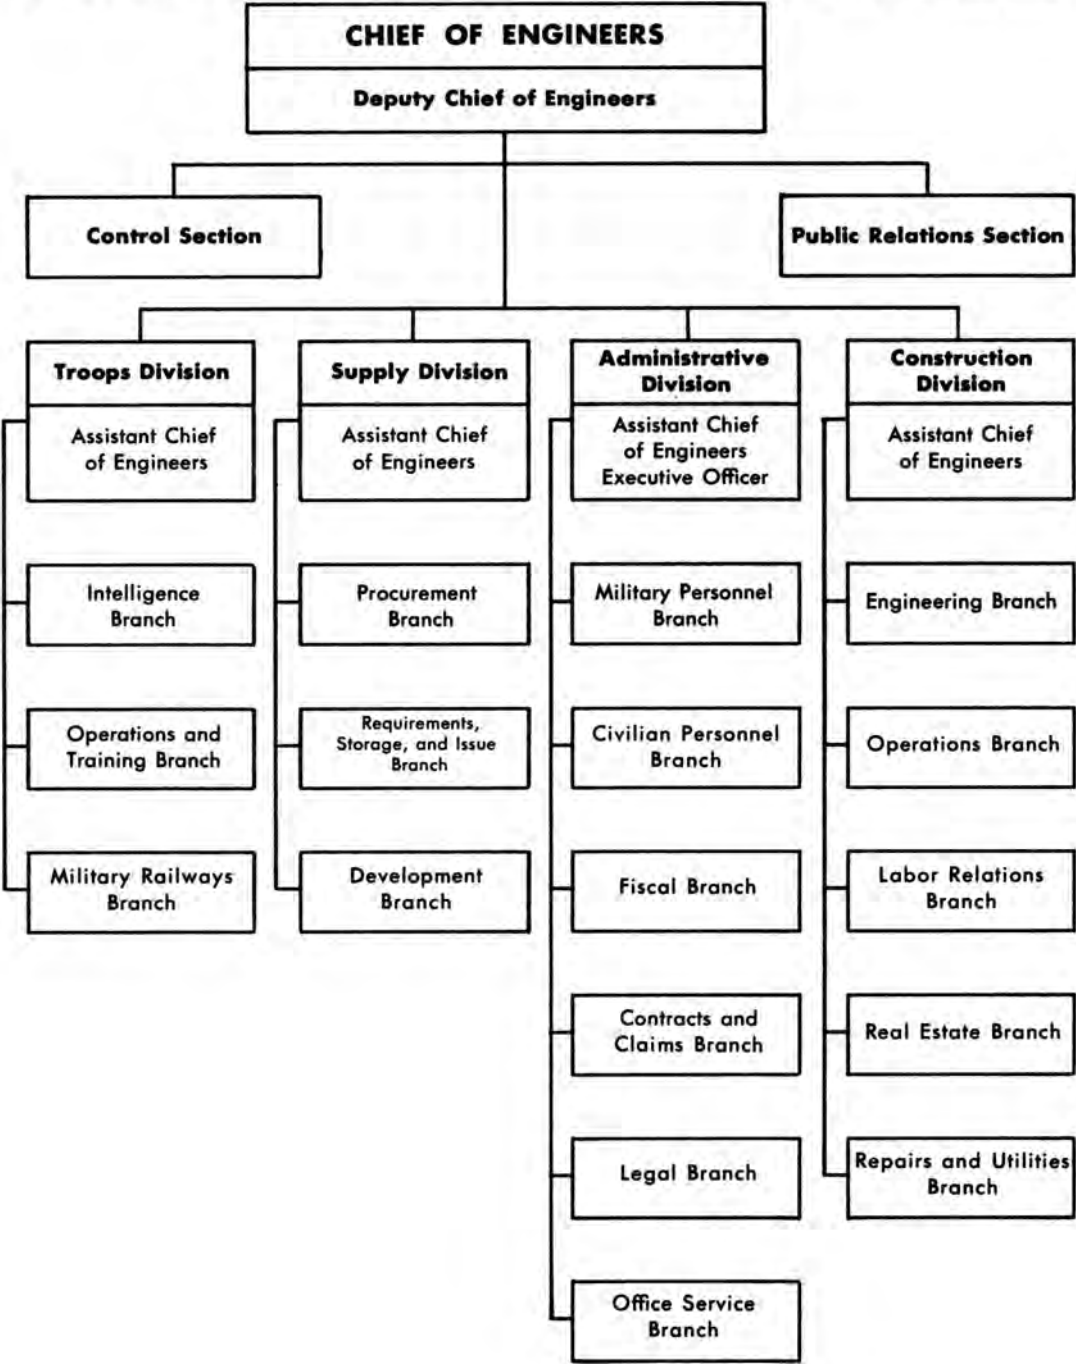 CHIEF OF ENGINEERS
Deputy Chief of Engineers
Control Section
Public Relations Section
Troops Division
Assistant Chief
of Engineers
Intelligence
Branch
Operations and
Training Branch
Military Railways
Branch
Supply Division
Assistant Chief
of Engineers
Procurement
Branch
Requirements,
Storage, and Issue
Branch
Development
Branch
Administrative
Division
Assistant Chief
of Engineers
Executive Officer
Military Personnel
Branch
Civilian Personnel
Branch
Fiscal Branch
Contracts and
Claims Branch
Legal Branch
Office Service
Branch
Construction
Division
Assistant Chief
of Engineers
Engineering Branch
Operations Branch
Labor Relations
Branch
Real Estate Branch
Repairs and Utilities
Branch